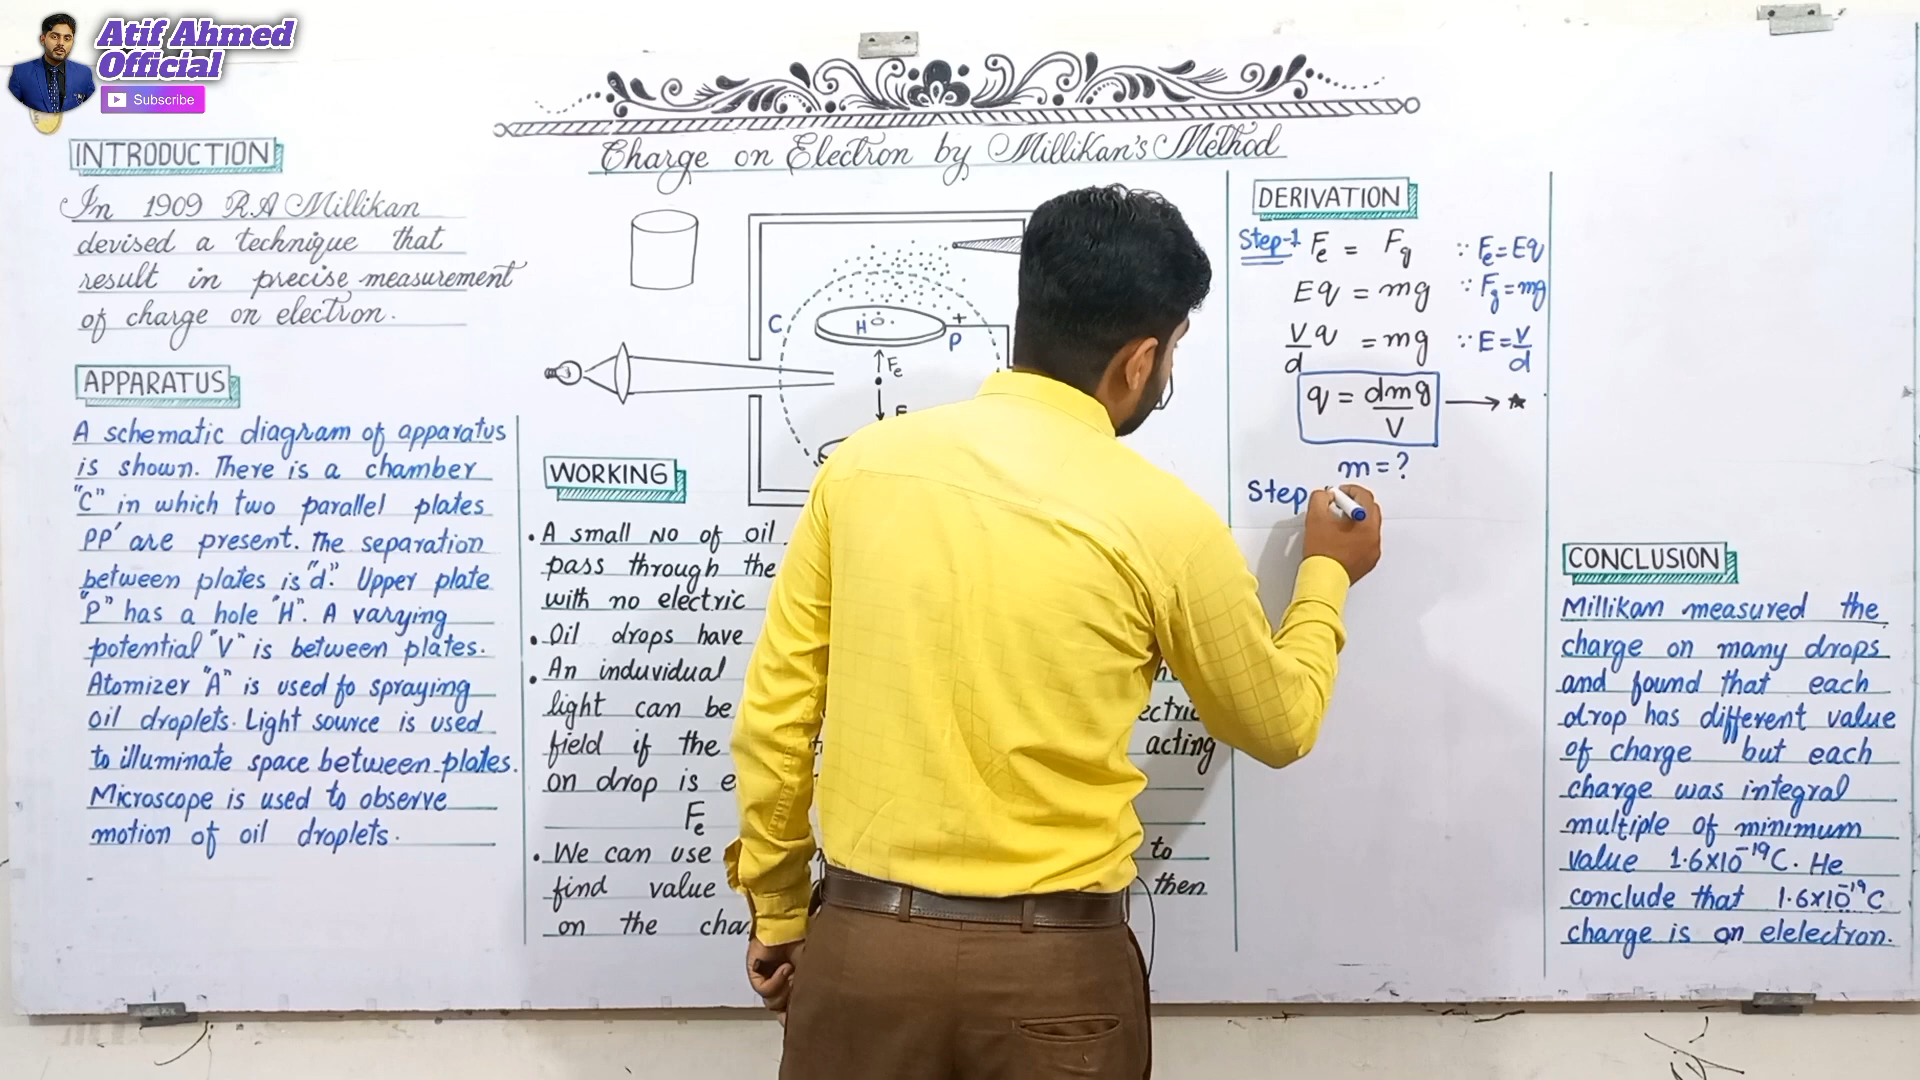 Atif Ahmed
Official
Subscribe
Charge on Electron by Millikan's Method
INTRODUCTION
In 1909 R.A Millikan
devised a technique that
result in precise measurement
of charge on electron.
APPARATUS
A schematic diagram of apparatus
is shown. There is a chamber
"C" in which two parallel plates
PP' are present. The separation
between plates is "d". Upper plate
"P" has a hole "H". A varying
potential "V" is between plates.
Atomizer "A" is used fo spraying
oil droplets. Light source is used
to illuminate space between plates.
Microscope is used to observe
motion of oil droplets.
C
H
+
P
Fe
WORKING
• A small No of oil
pass through the
with no electric
• Oil drops have
• An induvidual
light can be
field if the acting
on drop is
Fe
• We can use to
find value then
on the
DERIVATION
Step-1 Fe = Fg ∵ Fe=Eq
Eq = mg ∵ Fg=mg
V/d q = mg ∵ E=V/d
q = dmg/V → ★
m=?
Step
CONCLUSION
Millikan measured the
charge on many drops
and found that each
drop has different value
of charge but each
charge was integral
multiple of minimum
value 1.6x10⁻¹⁹C. He
conclude that 1.6x10⁻¹⁹C
charge is on elelectron.